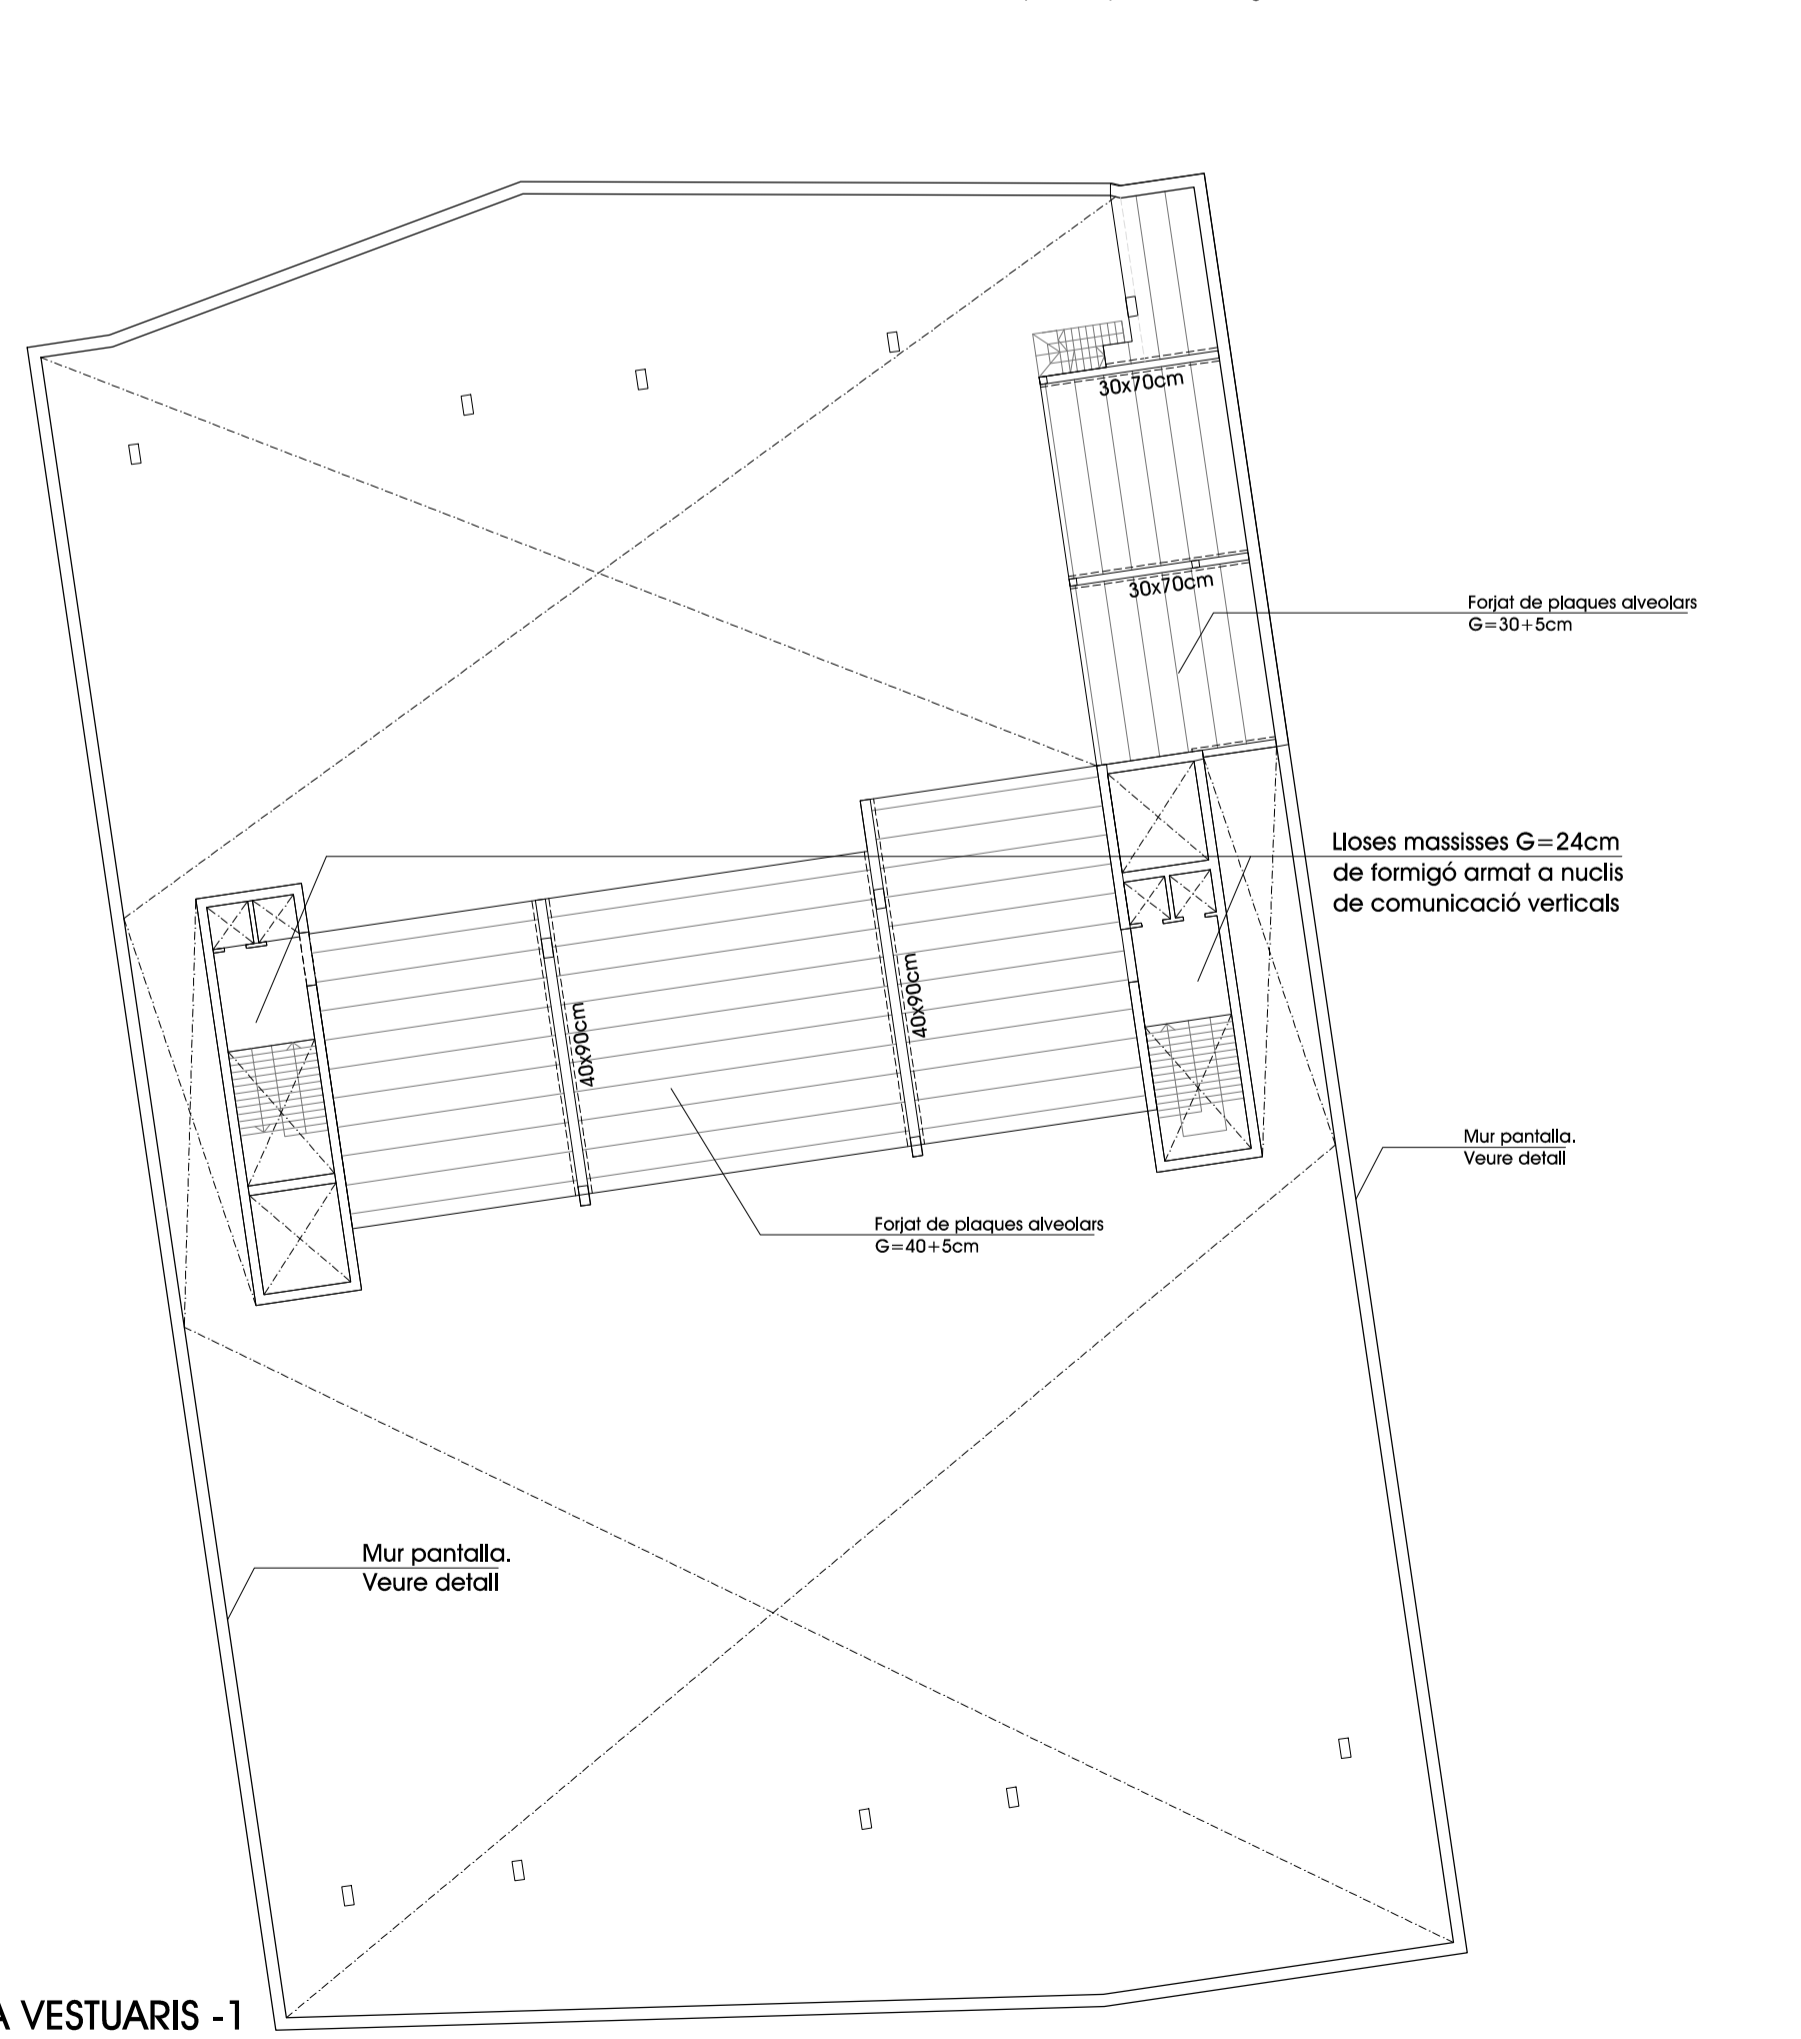 30x70cm
30x70cm
Forjat de plaques alveolars
G=30+5cm
Lloses massisses G=24cm
de formigó armat a nuclis
de comunicació verticals
40x90cm
40x90cm
Mur pantalla.
Veure detall
Forjat de plaques alveolars
G=40+5cm
Mur pantalla.
Veure detall
A VESTUARIS -1